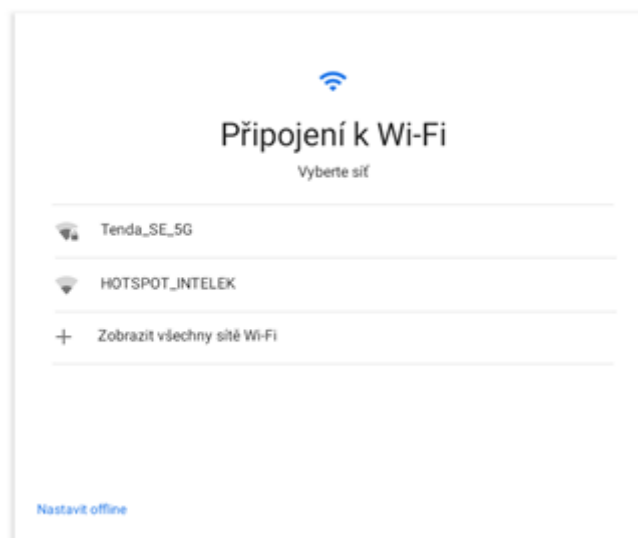 Připojení k Wi-Fi
Vyberte síť
Tenda_SE_5G
HOTSPOT_INTELEK
Zobrazit všechny sítě Wi-Fi
Nastavit offline